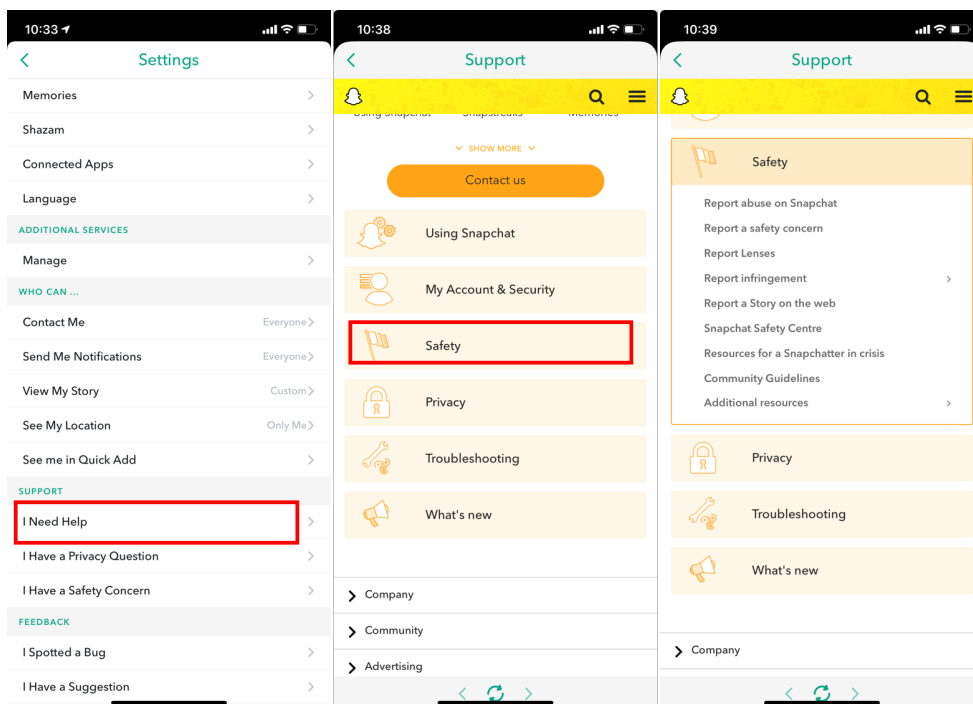 10:33
Settings
Memories
Shazam
Connected Apps
Language
ADDITIONAL SERVICES
Manage
WHO CAN ...
Contact Me Everyone
Send Me Notifications Everyone
View My Story Custom
See My Location Only Me
See me in Quick Add
SUPPORT
I Need Help
I Have a Privacy Question
I Have a Safety Concern
FEEDBACK
I Spotted a Bug
I Have a Suggestion
10:38
Support
Using Snapchat Snapstreaks Memories
SHOW MORE
Contact us
Using Snapchat
My Account & Security
Safety
Privacy
Troubleshooting
What's new
Company
Community
Advertising
10:39
Support
Safety
Report abuse on Snapchat
Report a safety concern
Report Lenses
Report infringement
Report a Story on the web
Snapchat Safety Centre
Resources for a Snapchatter in crisis
Community Guidelines
Additional resources
Privacy
Troubleshooting
What's new
Company